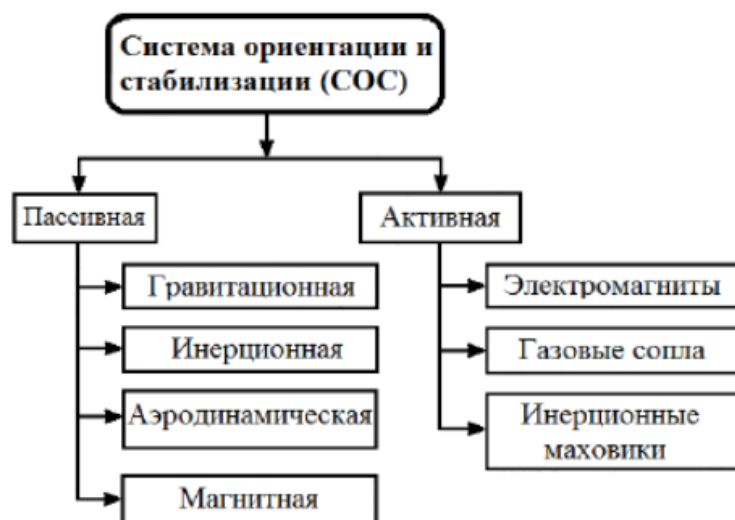 Система ориентации и
стабилизации (СОС)
Пассивная
Активная
Гравитационная
Инерционная
Аэродинамическая
Магнитная
Электромагниты
Газовые сопла
Инерционные
маховики